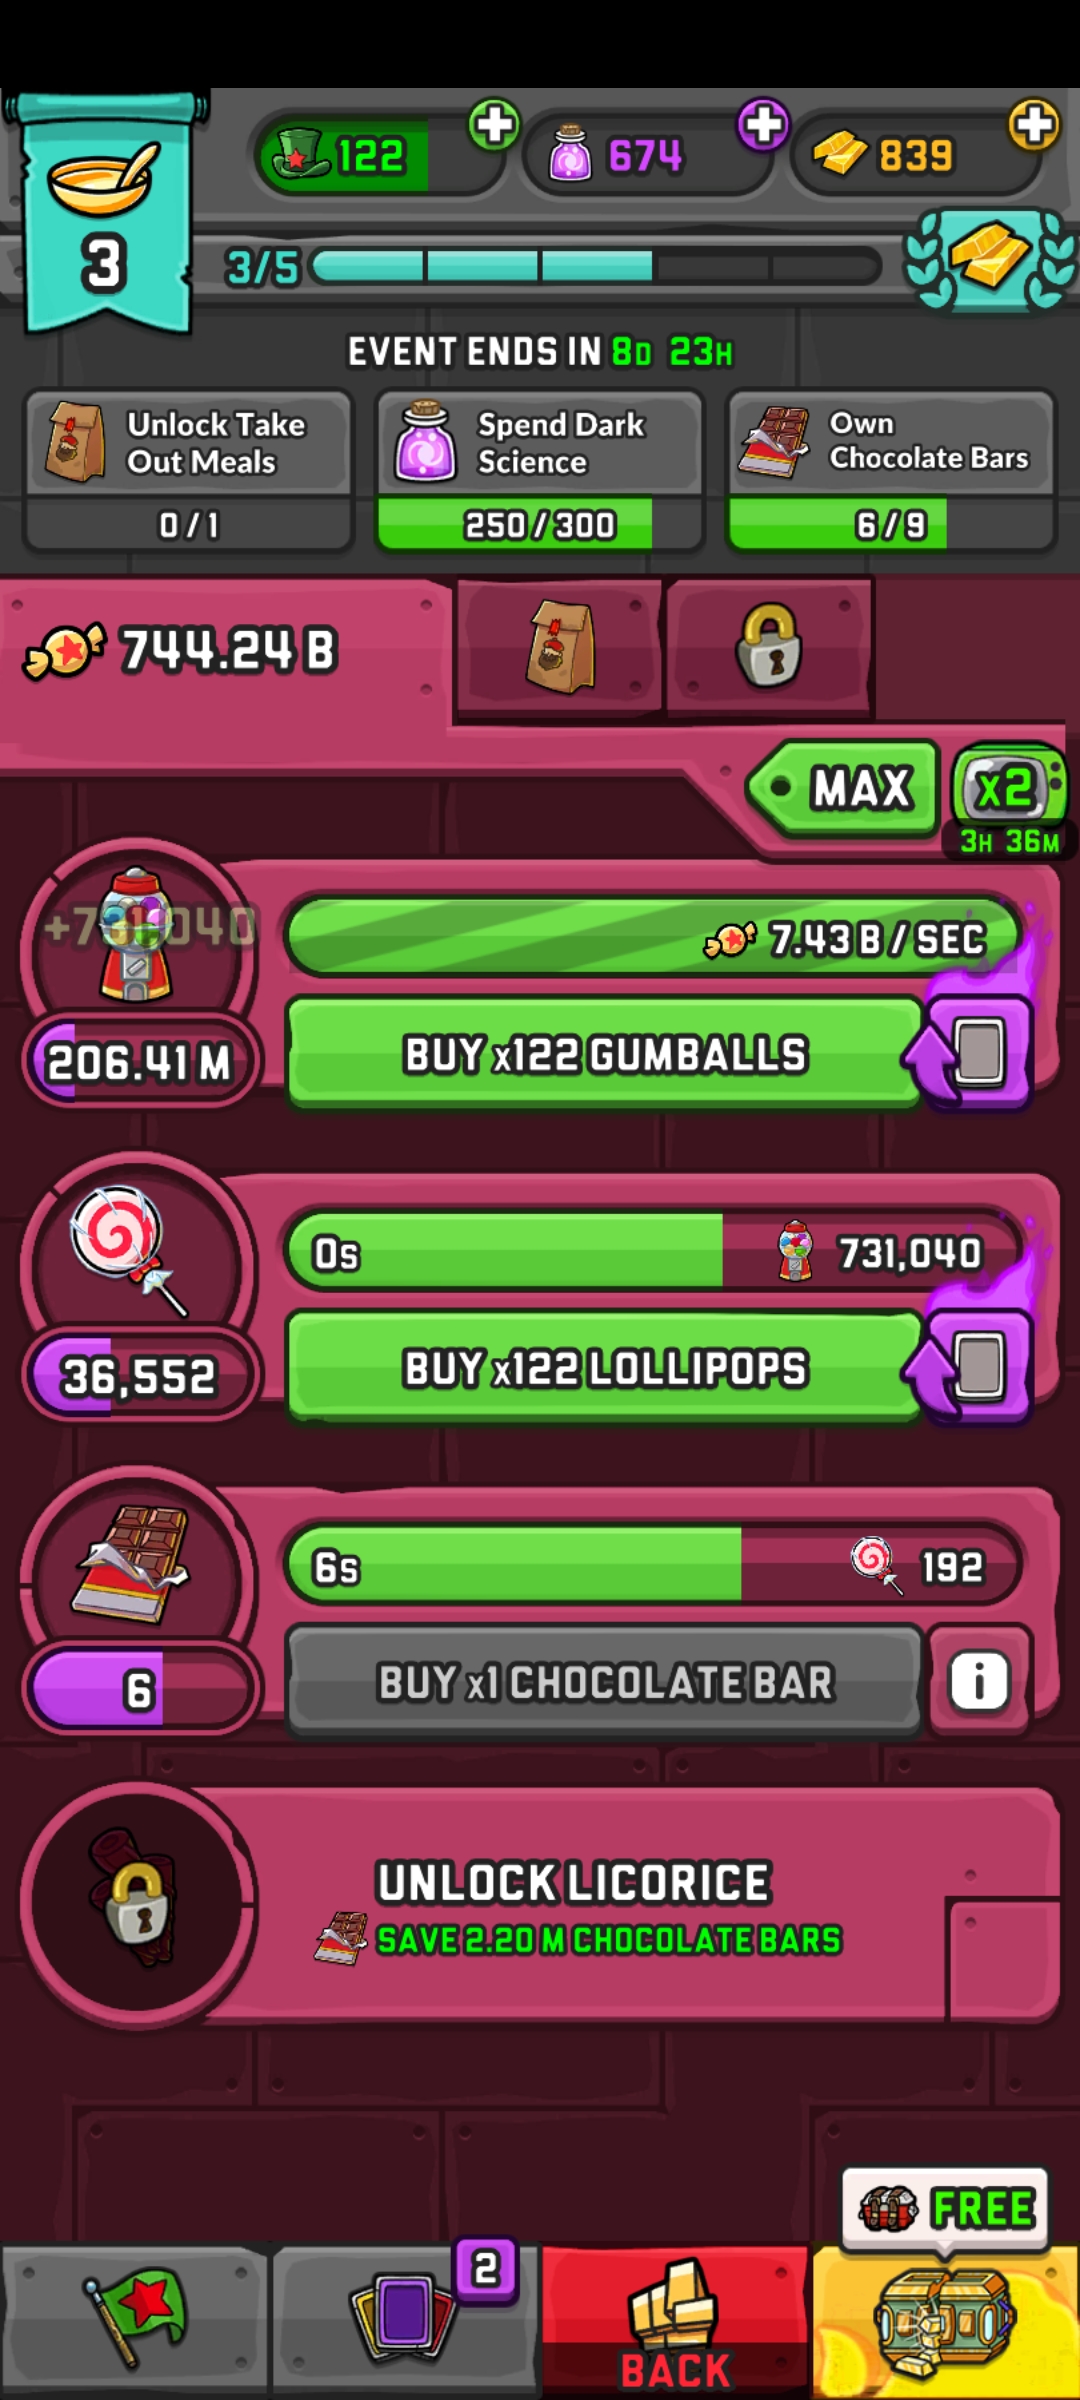 122
674
839
3
3/5
EVENT ENDS IN 8D 23H
Unlock Take
Out Meals
0/1
Spend Dark
Science
250/300
Own
Chocolate Bars
6/9
744.24 B
MAX
x2
3H 36M
+731,040
7.43 B / SEC
206.41 M
BUY x122 GUMBALLS
0s
731,040
36,552
BUY x122 LOLLIPOPS
6s
192
6
BUY x1 CHOCOLATE BAR
i
UNLOCK LICORICE
SAVE 2.20 M CHOCOLATE BARS
FREE
2
BACK